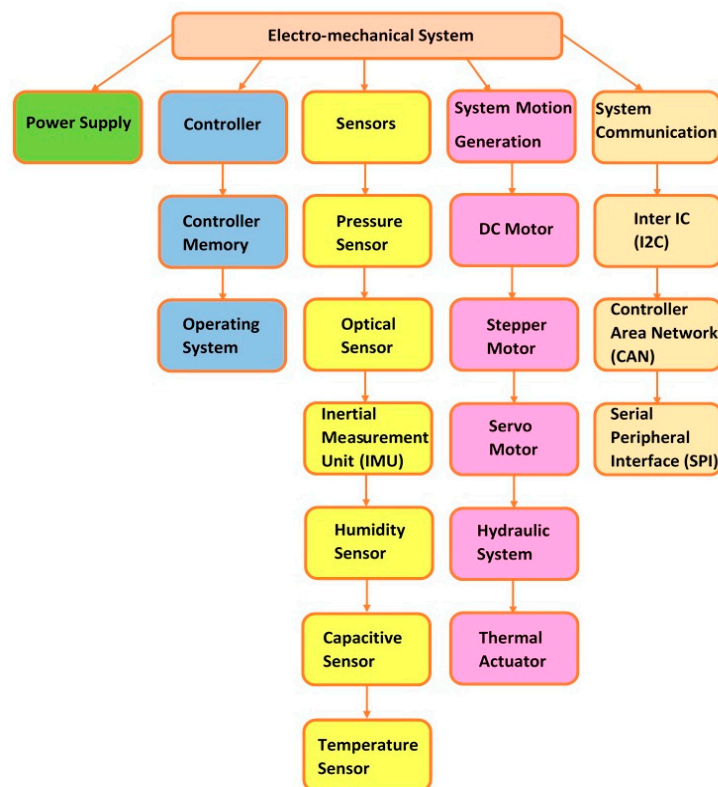 Electro-mechanical System
Power Supply
Controller
Sensors
System Motion
Generation
System
Communication
Controller
Memory
Pressure
Sensor
DC Motor
Inter IC
(I2C)
Operating
System
Optical
Sensor
Stepper
Motor
Controller
Area Network
(CAN)
Inertial
Measurement
Unit (IMU)
Servo
Motor
Serial
Peripheral
Interface (SPI)
Humidity
Sensor
Hydraulic
System
Capacitive
Sensor
Thermal
Actuator
Temperature
Sensor